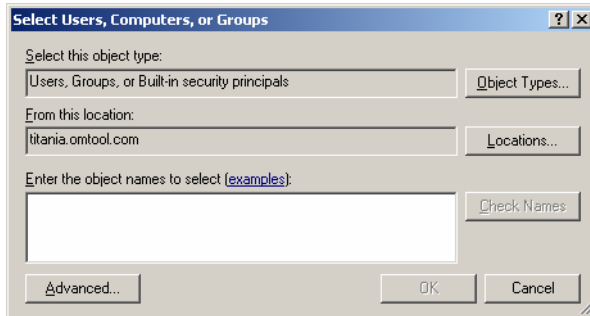 Select Users, Computers, or Groups
Select this object type:
Users, Groups, or Built-in security principals
Object Types...
From this location:
titania.omtool.com
Locations...
Enter the object names to select (examples):
Check Names
Advanced...
OK
Cancel